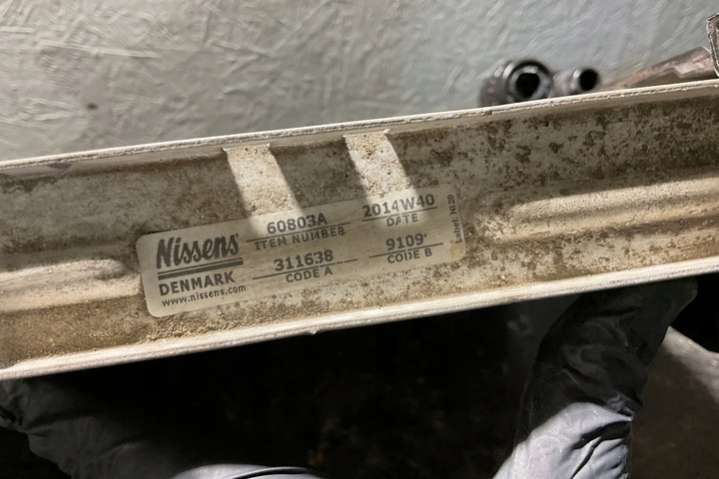 Nissens®
DENMARK
www.nissens.com
60803A
ITEM NUMBER
2014W40
DATE
311638
CODE A
9109
CODE B